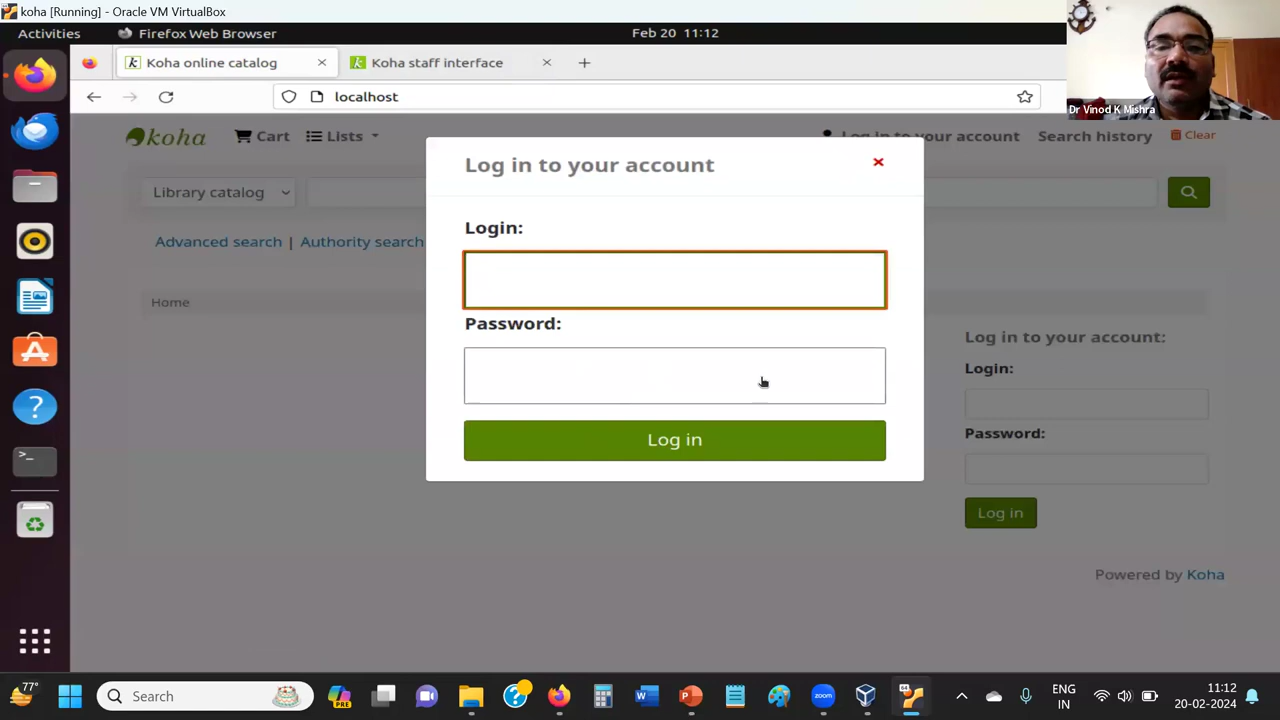 koha [Running] - Oracle VM VirtualBox
Activities
Firefox Web Browser
Feb 20 11:12
Koha online catalog
Koha staff interface
localhost
Dr Vinod K Mishra
koha
Cart
Lists
Log in to your account
Search history
Clear
Library catalog
Advanced search | Authority search
Home
Log in to your account
Login:
Password:
Log in
Log in to your account:
Login:
Password:
Log in
Powered by Koha
77°
Search
PRE
zoom
ENG
IN
11:12
20-02-2024